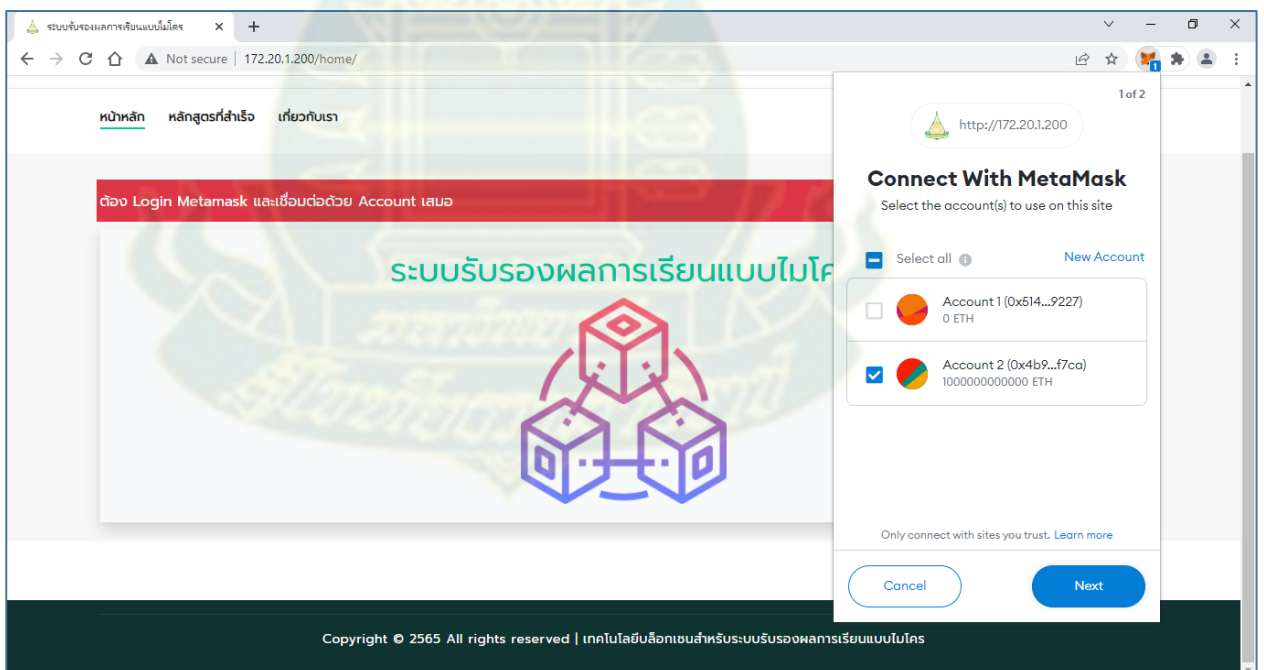 ระบบรับรองผลการเรียนแบบไมโคร
Not secure | 172.20.1.200/home/
1 of 2
หน้าหลัก หลักสูตรที่สำเร็จ เกี่ยวกับเรา
http://172.20.1.200
Connect With MetaMask
Select the account(s) to use on this site
ต้อง Login Metamask และเชื่อมต่อด้วย Account เสมอ
ระบบรับรองผลการเรียนแบบไมโค
Select all New Account
Account 1 (0x514...9227)
0 ETH
Account 2 (0x4b9...f7ca)
1000000000000 ETH
Only connect with sites you trust. Learn more
Cancel Next
Copyright © 2565 All rights reserved | เทคโนโลยีบล็อกเชนสำหรับระบบรับรองผลการเรียนแบบไมโคร